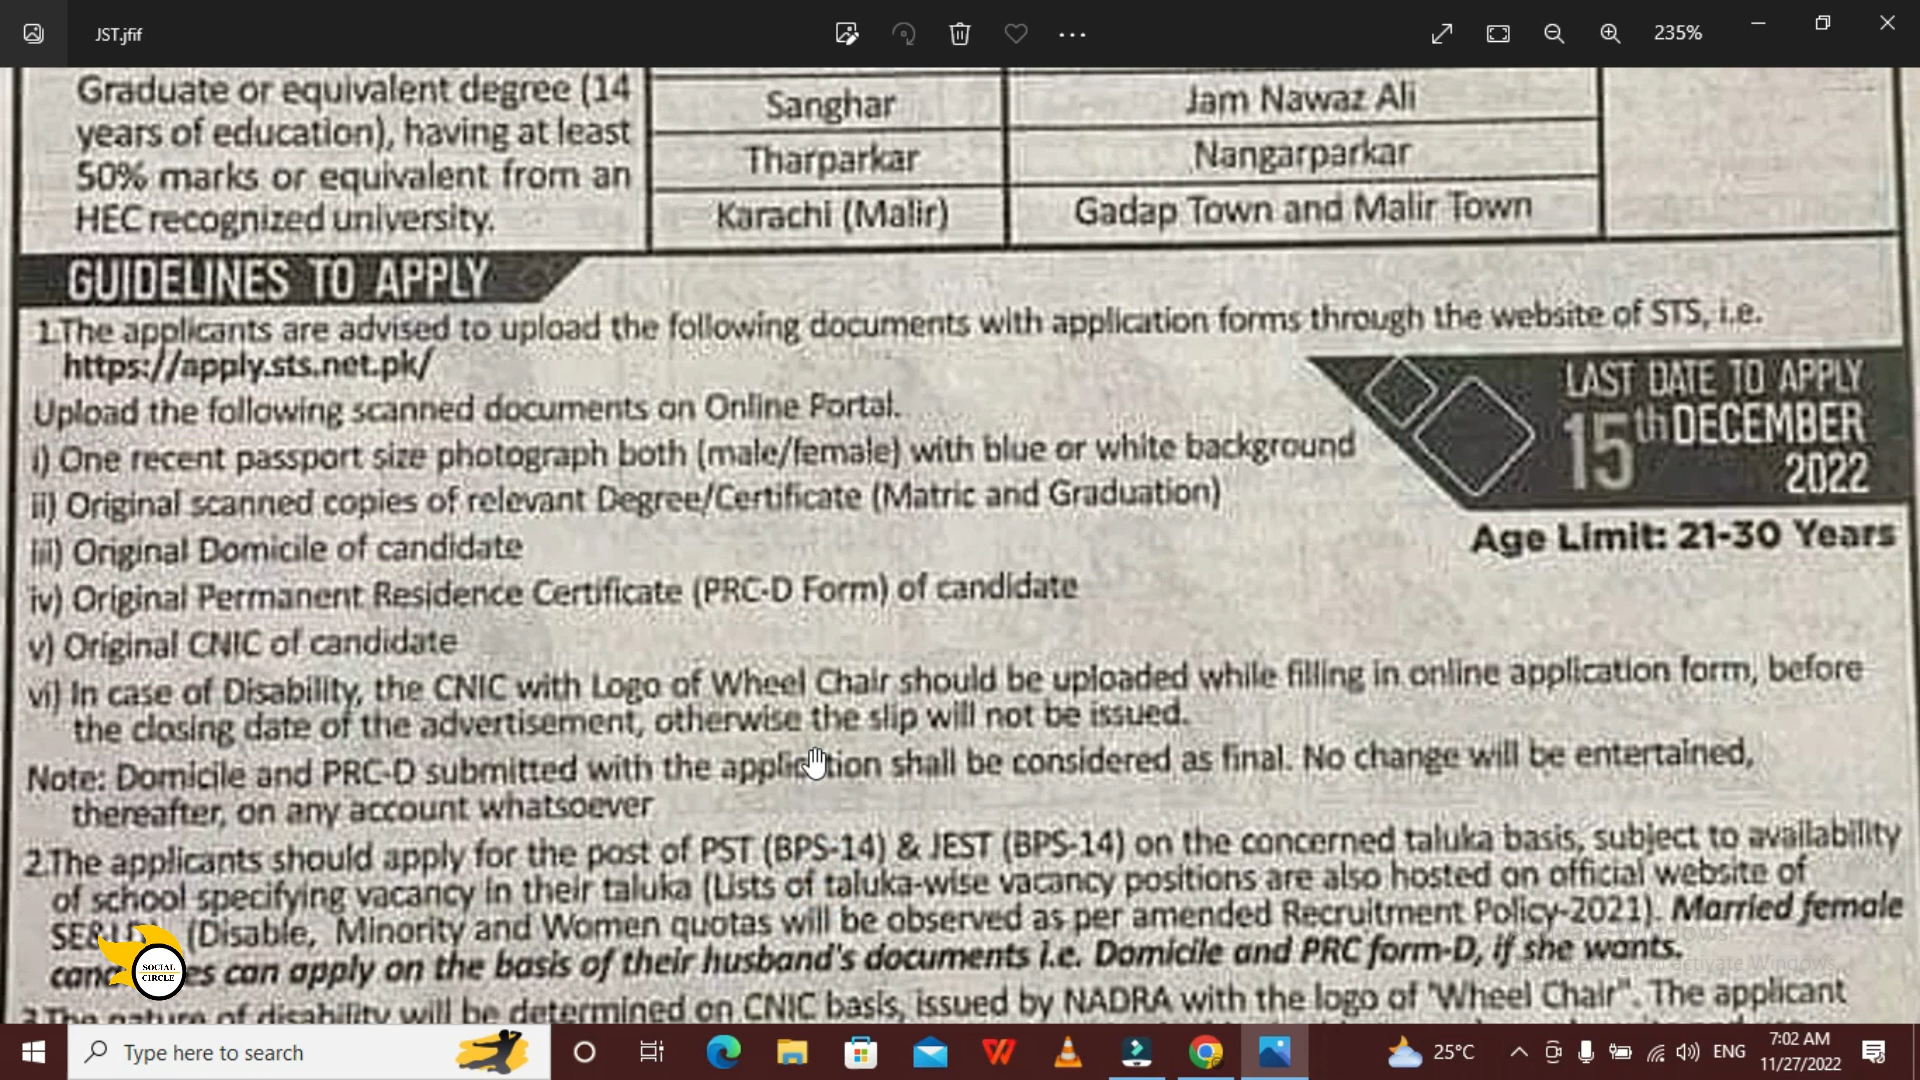 JST.jfif
235%
Graduate or equivalent degree (14
years of education), having at least
50% marks or equivalent from an
HEC recognized university.
Sanghar Jam Nawaz Ali
Tharparkar Nangarparkar
Karachi (Malir) Gadap Town and Malir Town
GUIDELINES TO APPLY
1.The applicants are advised to upload the following documents with application forms through the website of STS, i.e.
https://apply.sts.net.pk/
Upload the following scanned documents on Online Portal.
i) One recent passport size photograph both (male/female) with blue or white background
ii) Original scanned copies of relevant Degree/Certificate (Matric and Graduation)
iii) Original Domicile of candidate
iv) Original Permanent Residence Certificate (PRC-D Form) of candidate
v) Original CNIC of candidate
vi) In case of Disability, the CNIC with Logo of Wheel Chair should be uploaded while filling in online application form, before
the closing date of the advertisement, otherwise the slip will not be issued.
Note: Domicile and PRC-D submitted with the application shall be considered as final. No change will be entertained,
thereafter, on any account whatsoever
LAST DATE TO APPLY
15th DECEMBER
2022
Age Limit: 21-30 Years
2.The applicants should apply for the post of PST (BPS-14) & JEST (BPS-14) on the concerned taluka basis, subject to availability
of school specifying vacancy in their taluka (Lists of taluka-wise vacancy positions are also hosted on official website of
(Disable, Minority and Women quotas will be observed as per amended Recruitment Policy-2021). Married female
can apply on the basis of their husband's documents i.e. Domicile and PRC form-D, if she wants.
3.The nature of disability will be determined on CNIC basis, issued by NADRA with the logo of "Wheel Chair". The applicant
SOCIAL
CIRCLE
Type here to search
25°C
ENG
7:02 AM
11/27/2022